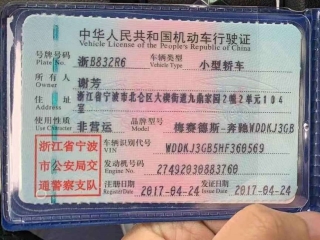 中华人民共和国机动车行驶证
Vehicle License of the People's Republic of China
号牌号码 浙B832R6 车辆类型 小型轿车
Plate No. Vehicle Type
所有人 谢芳
Owner
住址 浙江省宁波市北仑区大碶街道九鼎家园2幢2单元104室
Address
使用性质 非营运 品牌型号 梅赛德斯-奔驰WDDKJ3GB
Use Character Model
浙江省宁波市公安局交通警察支队
车辆识别代号 WDDKJ3GB5HF360569
VIN
发动机号码 27492030883760
Engine No.
注册日期 2017-04-24 发证日期 2017-04-24
Register Date Issue Date